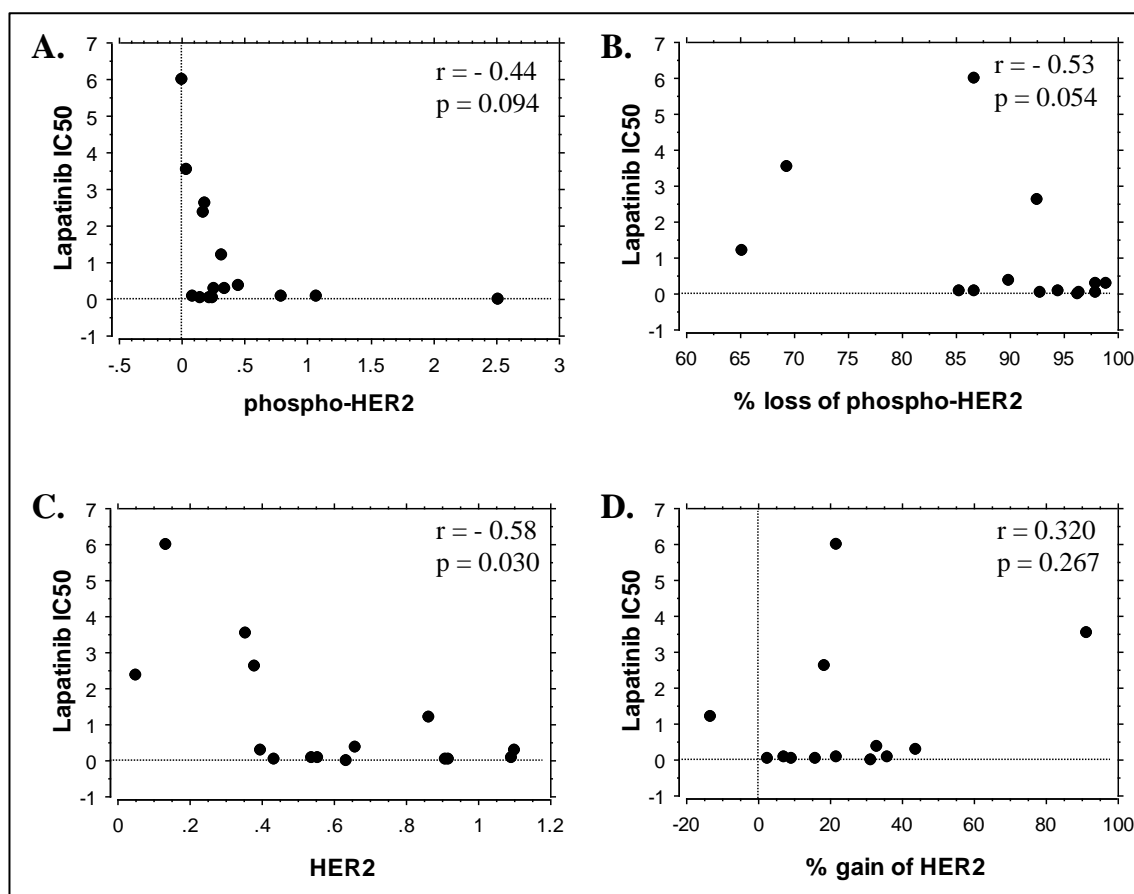 A.
r = - 0.44
p = 0.094
Lapatinib IC50
7
6
5
4
3
2
1
0
-1
-.5 0 .5 1 1.5 2 2.5 3
phospho-HER2
B.
r = - 0.53
p = 0.054
Lapatinib IC50
7
6
5
4
3
2
1
0
-1
60 65 70 75 80 85 90 95 100
% loss of phospho-HER2
C.
r = - 0.58
p = 0.030
Lapatinib IC50
7
6
5
4
3
2
1
0
-1
0 .2 .4 .6 .8 1 1.2
HER2
D.
r = 0.320
p = 0.267
Lapatinib IC50
7
6
5
4
3
2
1
0
-1
-20 0 20 40 60 80 100
% gain of HER2